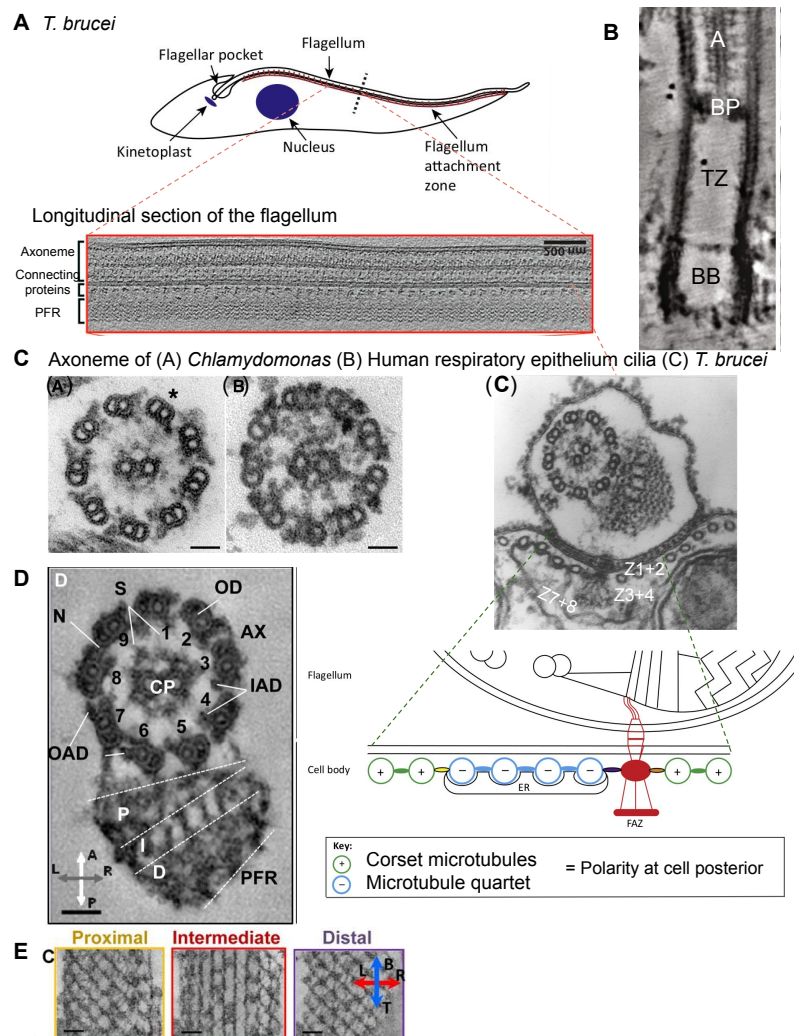 A T. brucei
Flagellar pocket
Flagellum
Kinetoplast
Nucleus
Flagellum
attachment
zone
Longitudinal section of the flagellum
Axoneme
Connecting
proteins
PFR
200 nm
B
A
BP
TZ
BB
C Axoneme of (A) Chlamydomonas (B) Human respiratory epithelium cilia (C) T. brucei
(A)
*
(B)
(C)
Z1+2
Z3+4
Z7+8
D
D
S
OD
N
AX
1
2
3
4
5
6
7
8
9
CP
IAD
OAD
P
I
D
PFR
A
L R
P
Flagellum
Cell body
+ + − − − − + +
ER
FAZ
Key:
+ Corset microtubules
− Microtubule quartet
= Polarity at cell posterior
E
Proximal Intermediate Distal
C
B
L R
T